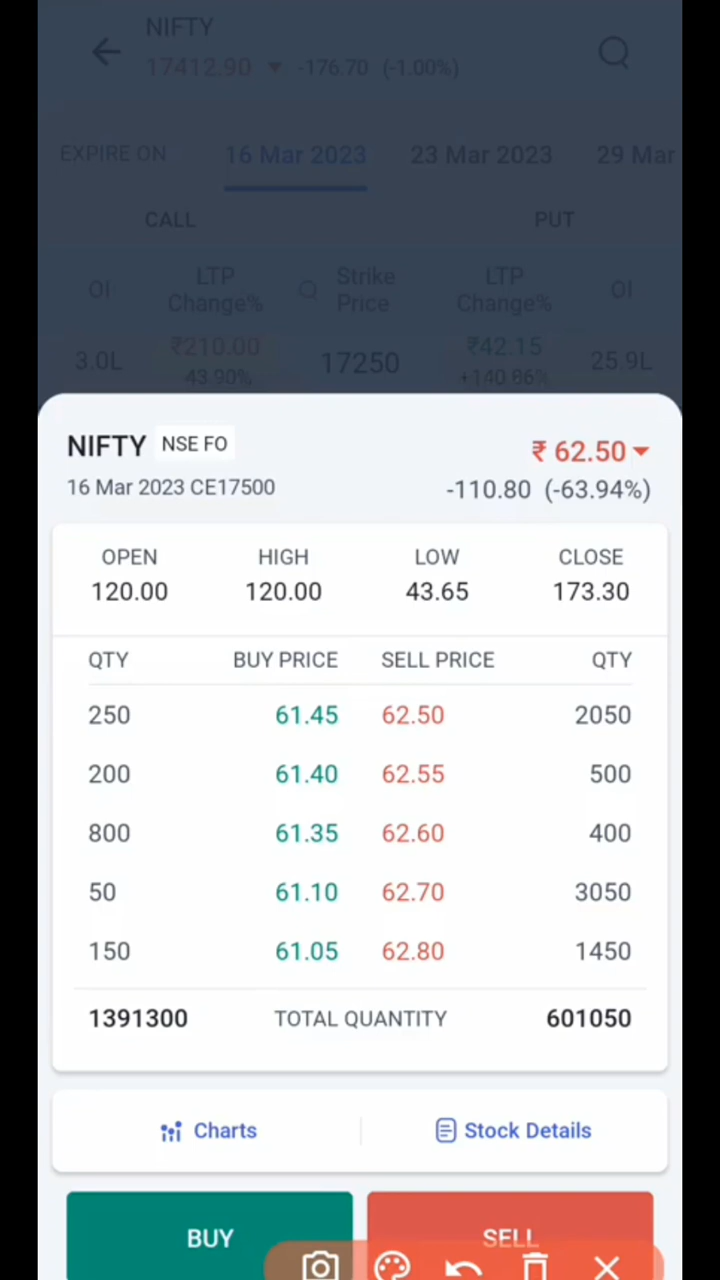 NIFTY
17412.90 ▼ -176.70 (-1.00%)
EXPIRE ON 16 Mar 2023 23 Mar 2023 29 Mar
CALL PUT
OI LTP Change% Strike Price LTP Change% OI
3.0L ₹210.00 17250 ₹42.15 25.9L
43.90% +140.86%
NIFTY NSE FO ₹ 62.50
16 Mar 2023 CE17500 -110.80 (-63.94%)
OPEN HIGH LOW CLOSE
120.00 120.00 43.65 173.30
QTY BUY PRICE SELL PRICE QTY
250 61.45 62.50 2050
200 61.40 62.55 500
800 61.35 62.60 400
50 61.10 62.70 3050
150 61.05 62.80 1450
1391300 TOTAL QUANTITY 601050
Charts Stock Details
BUY SELL